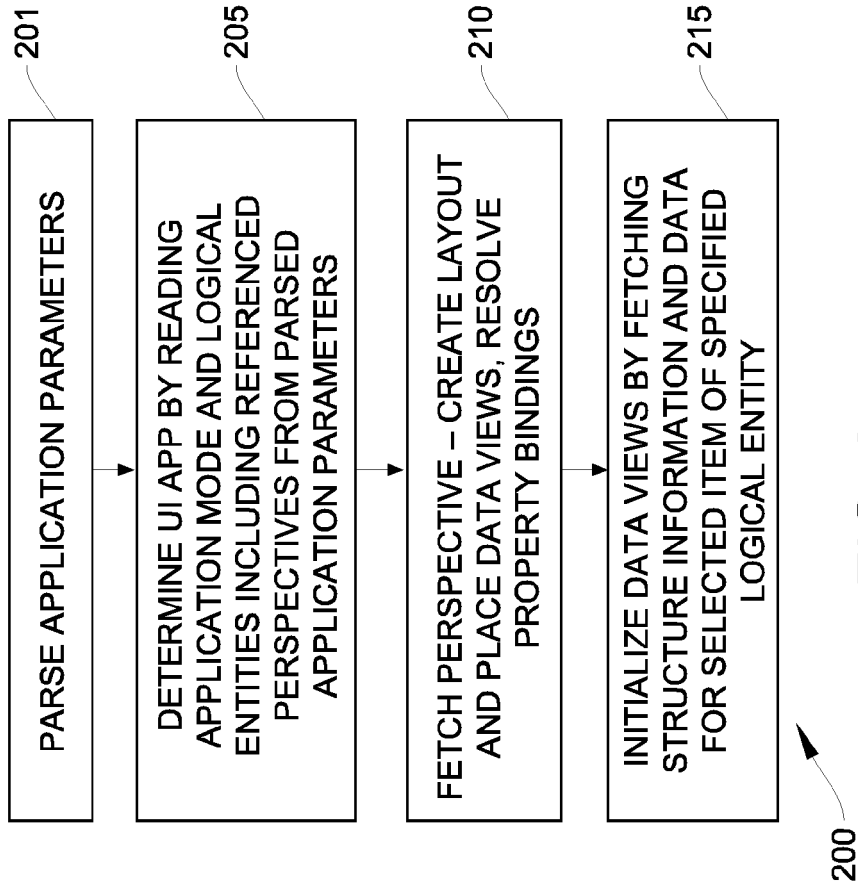 PARSE APPLICATION PARAMETERS
201
DETERMINE UI APP BY READING
APPLICATION MODE AND LOGICAL
ENTITIES INCLUDING REFERENCED
PERSPECTIVES FROM PARSED
APPLICATION PARAMETERS
205
FETCH PERSPECTIVE – CREATE LAYOUT
AND PLACE DATA VIEWS, RESOLVE
PROPERTY BINDINGS
210
INITIALIZE DATA VIEWS BY FETCHING
STRUCTURE INFORMATION AND DATA
FOR SELECTED ITEM OF SPECIFIED
LOGICAL ENTITY
215
200